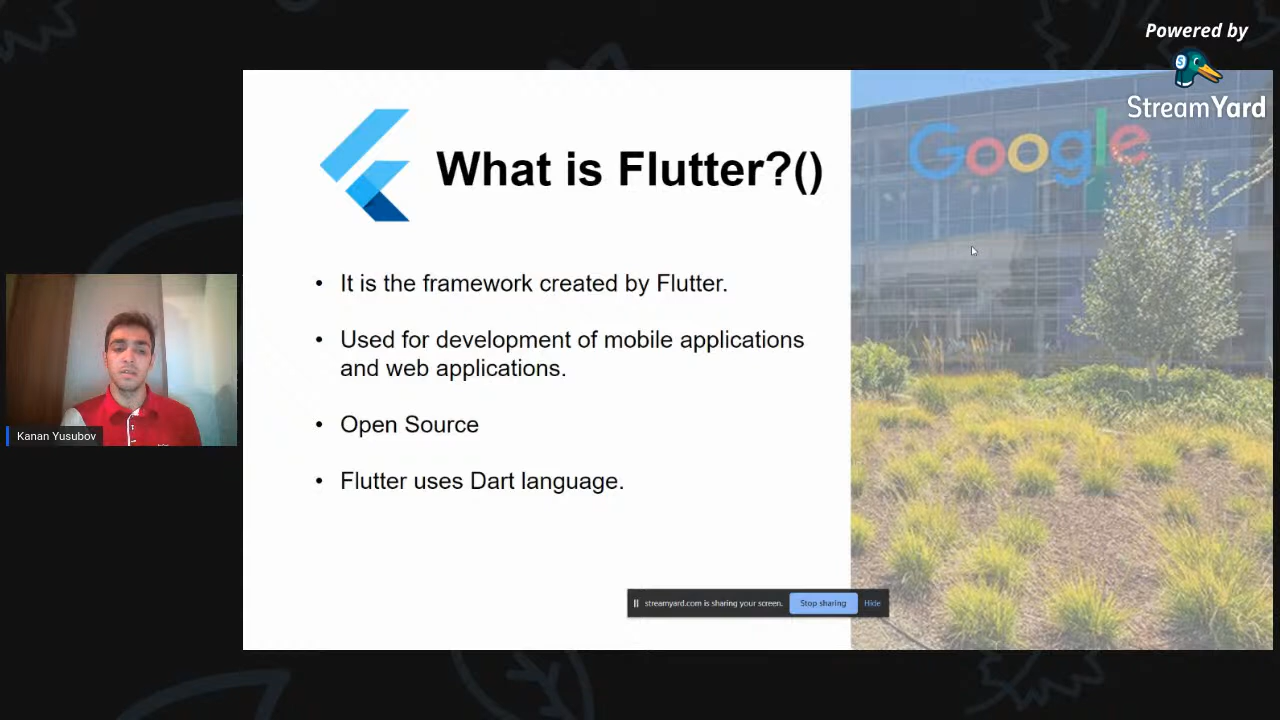 Powered by
StreamYard
What is Flutter?()
Google
• It is the framework created by Flutter.
• Used for development of mobile applications
and web applications.
• Open Source
• Flutter uses Dart language.
Kanan Yusubov
streamyard.com is sharing your screen.
Stop sharing
Hide